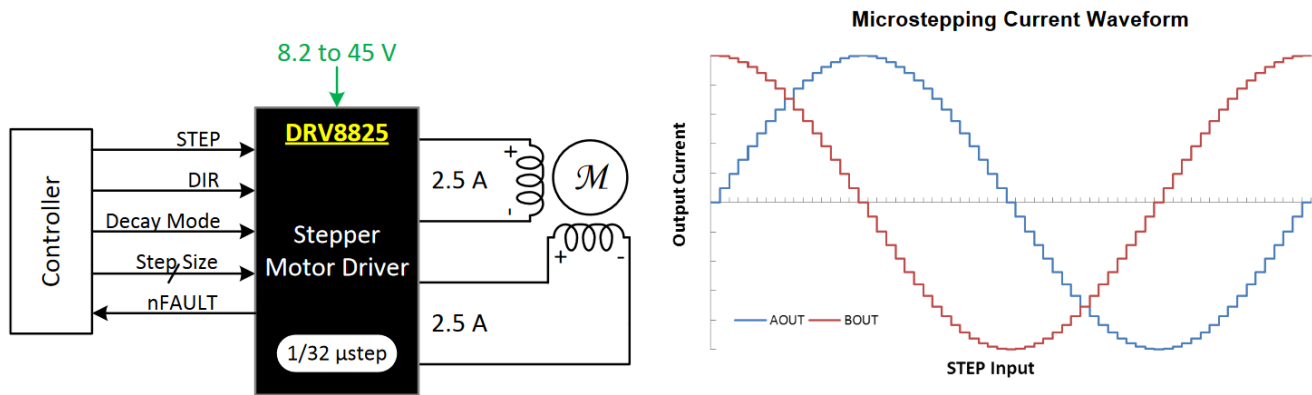 8.2 to 45 V
Controller
STEP
DIR
Decay Mode
Step Size
nFAULT
DRV8825
Stepper
Motor Driver
1/32 µstep
2.5 A
+
-
M
+ -
2.5 A
Microstepping Current Waveform
Output Current
AOUT BOUT
STEP Input